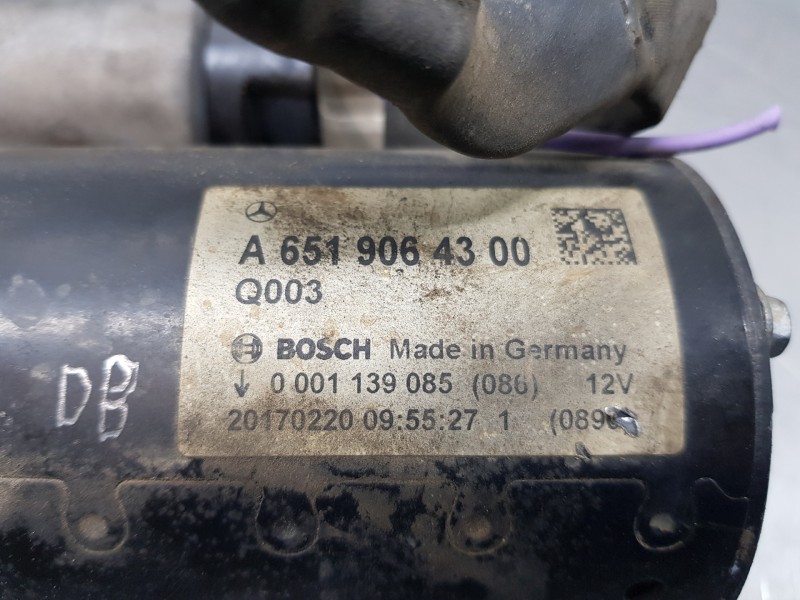 A 651 906 43 00
Q003
BOSCH Made in Germany
0 001 139 085 (086) 12V
20170220 09:55:27 1
DB